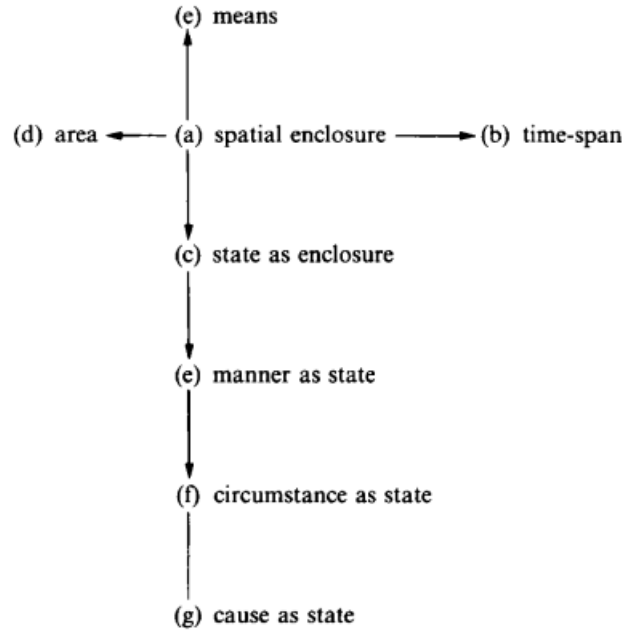 (e) means
(d) area (a) spatial enclosure (b) time-span
(c) state as enclosure
(e) manner as state
(f) circumstance as state
(g) cause as state